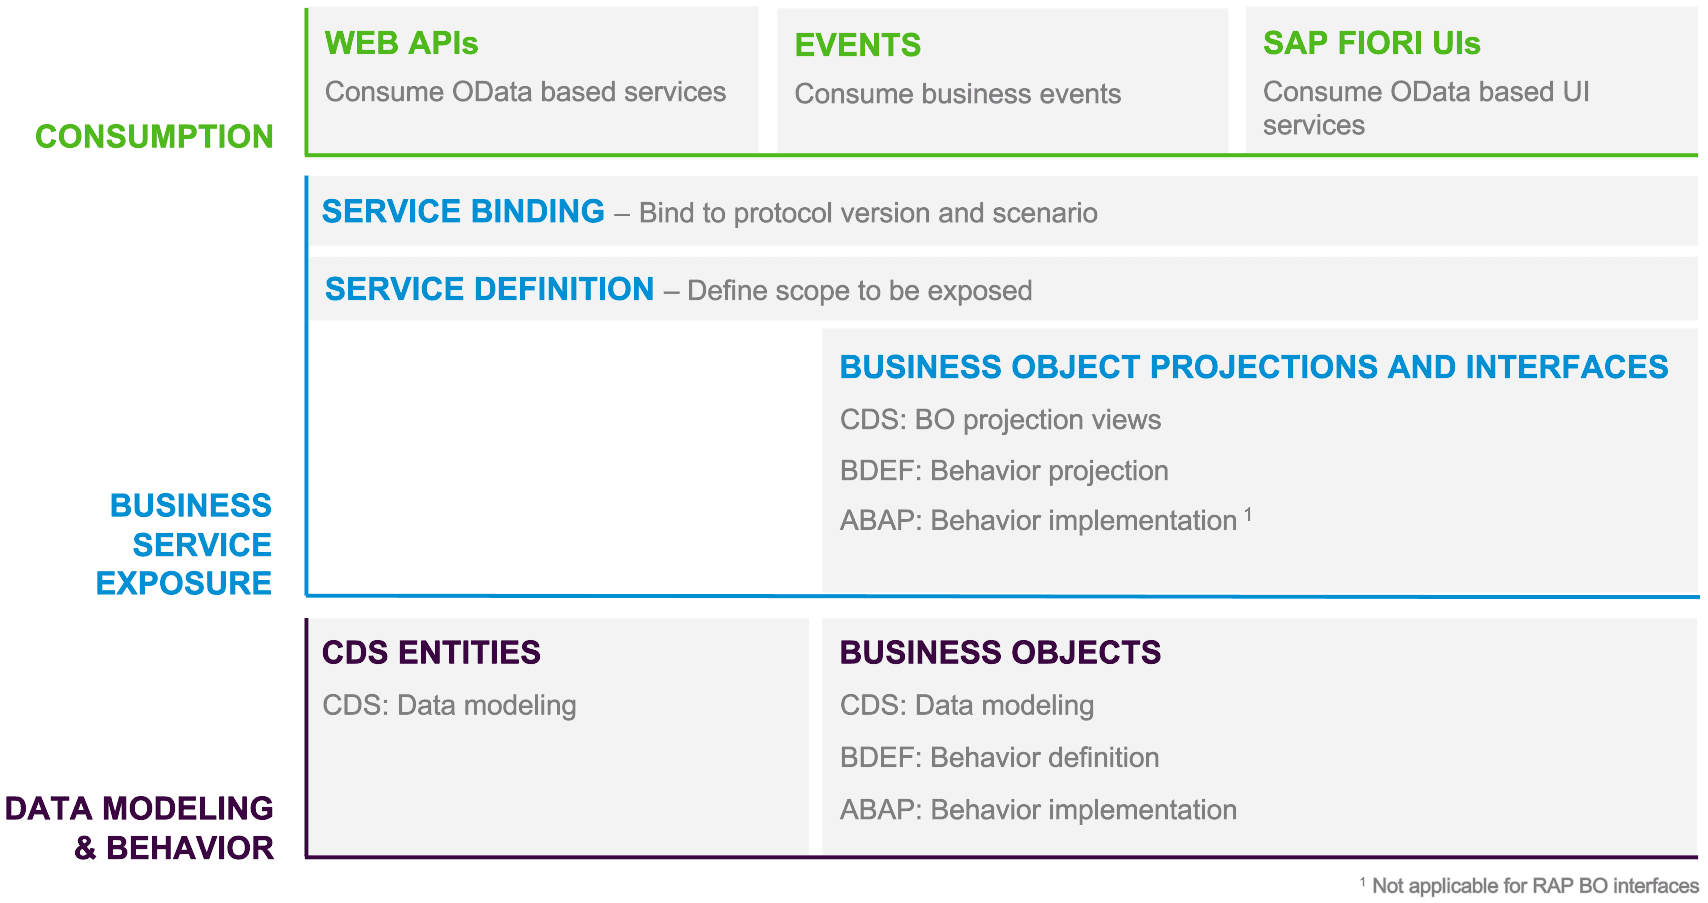 WEB APIs
Consume OData based services
EVENTS
Consume business events
SAP FIORI UIs
Consume OData based UI
services
CONSUMPTION
SERVICE BINDING – Bind to protocol version and scenario
SERVICE DEFINITION – Define scope to be exposed
BUSINESS OBJECT PROJECTIONS AND INTERFACES
CDS: BO projection views
BDEF: Behavior projection
ABAP: Behavior implementation ¹
BUSINESS
SERVICE
EXPOSURE
CDS ENTITIES
CDS: Data modeling
BUSINESS OBJECTS
CDS: Data modeling
BDEF: Behavior definition
ABAP: Behavior implementation
DATA MODELING
& BEHAVIOR
¹ Not applicable for RAP BO interfaces